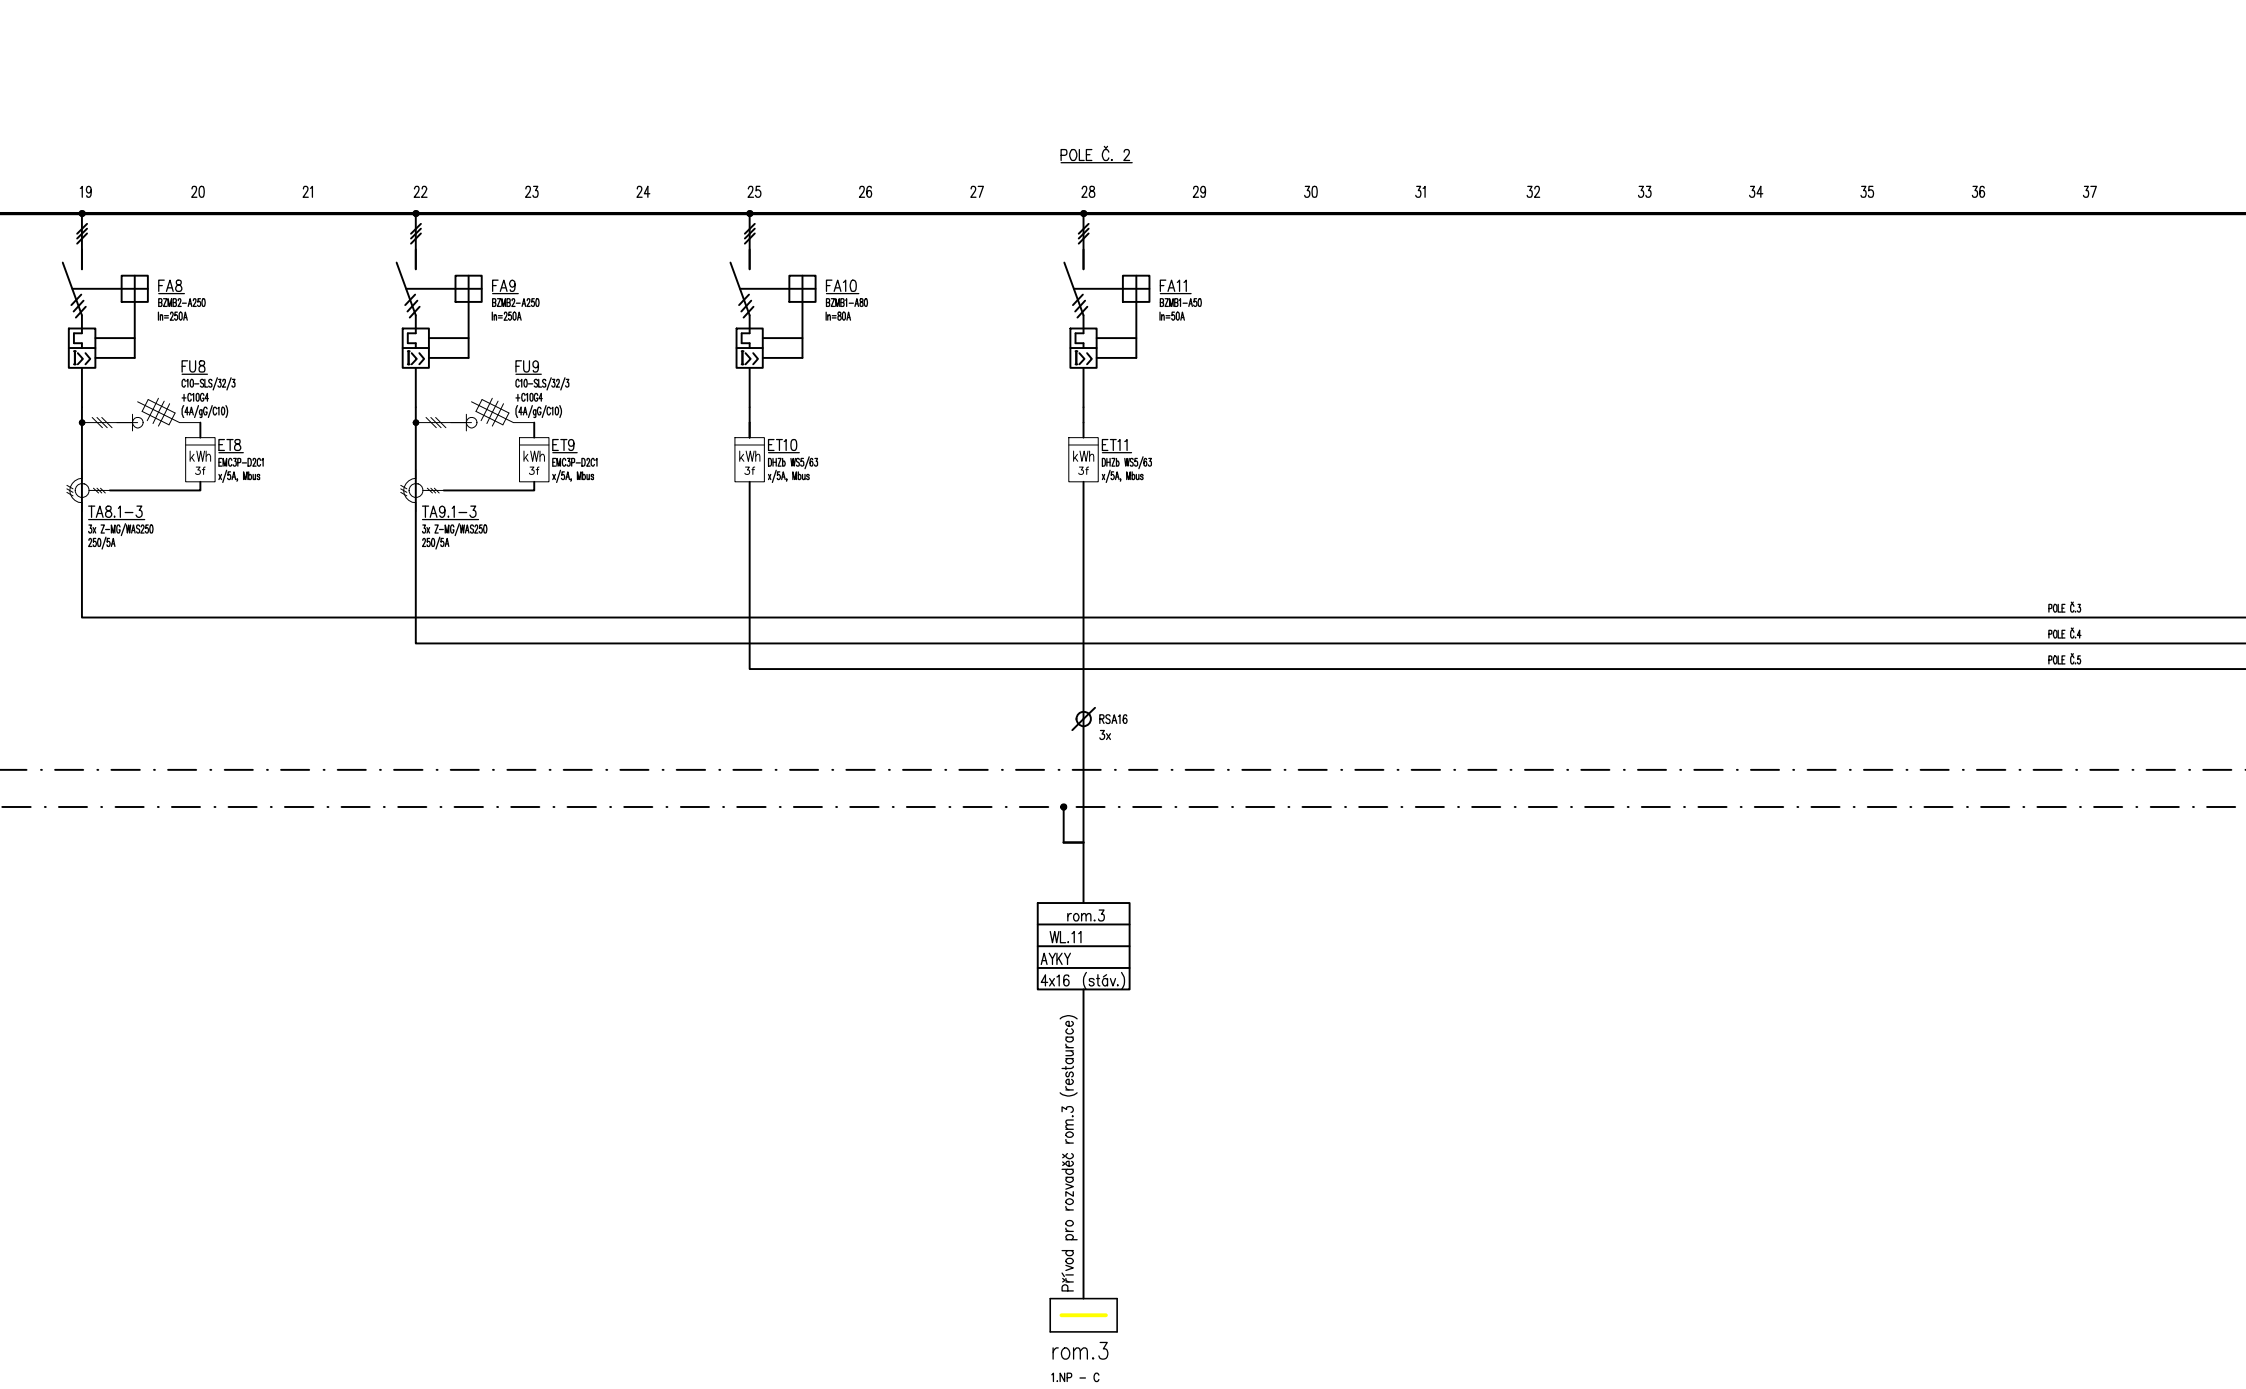 POLE Č. 2
19 20 21 22 23 24 25 26 27 28 29 30 31 32 33 34 35 36 37
FA8
BZMB2-A250
In=250A
FA9
BZMB2-A250
In=250A
FA10
BZMB1-A80
In=80A
FA11
BZMB1-A50
In=50A
FU8
C10-SLS/32/3
+C10G4
(4A/gG/C10)
FU9
C10-SLS/32/3
+C10G4
(4A/gG/C10)
kWh
3f
ET8
EMC3P-D2C1
x/5A, Mbus
kWh
3f
ET9
EMC3P-D2C1
x/5A, Mbus
kWh
3f
ET10
DHZb WS5/63
x/5A, Mbus
kWh
3f
ET11
DHZb WS5/63
x/5A, Mbus
I>>
I>>
I>>
I>>
TA8.1-3
3x Z-MG/WAS250
250/5A
TA9.1-3
3x Z-MG/WAS250
250/5A
POLE Č.3
POLE Č.4
POLE Č.5
RSA16
3x
rom.3
WL.11
AYKY
4x16 (stáv.)
Přívod pro rozvaděč rom.3 (restaurace)
rom.3
1.NP - C